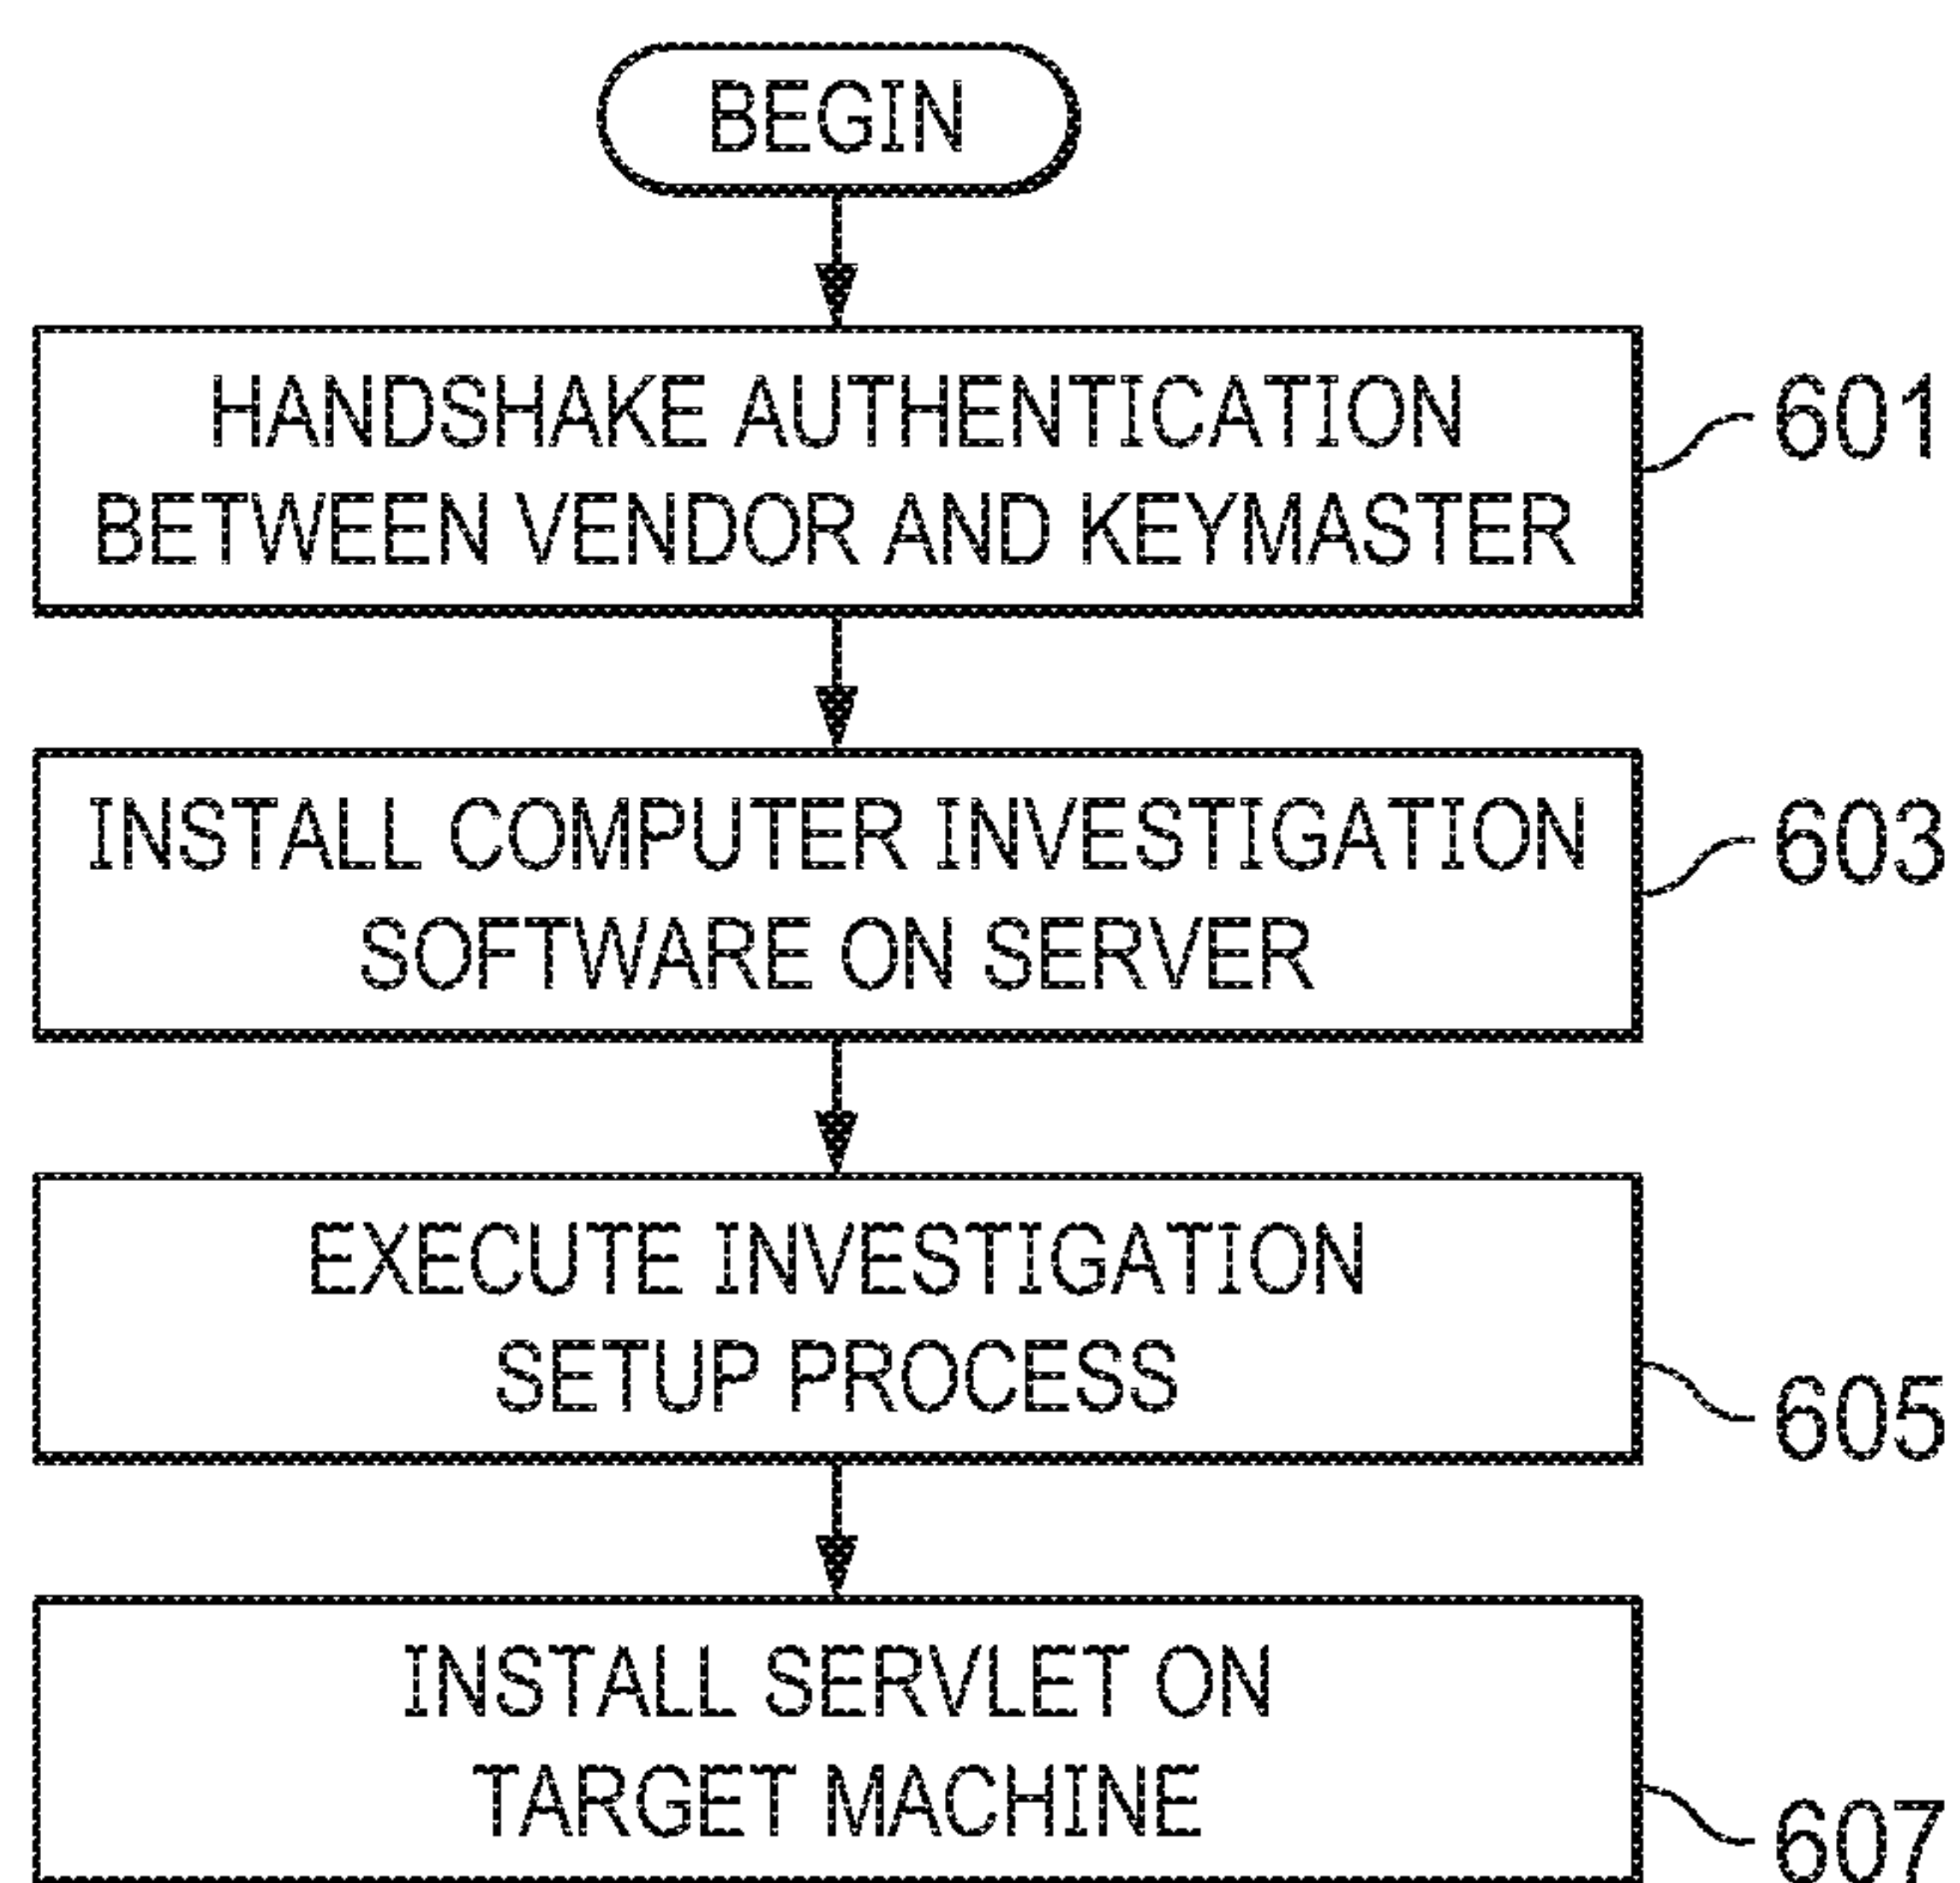 BEGIN
HANDSHAKE AUTHENTICATION
BETWEEN VENDOR AND KEYMASTER
601
INSTALL COMPUTER INVESTIGATION
SOFTWARE ON SERVER
603
EXECUTE INVESTIGATION
SETUP PROCESS
605
INSTALL SERVLET ON
TARGET MACHINE
607